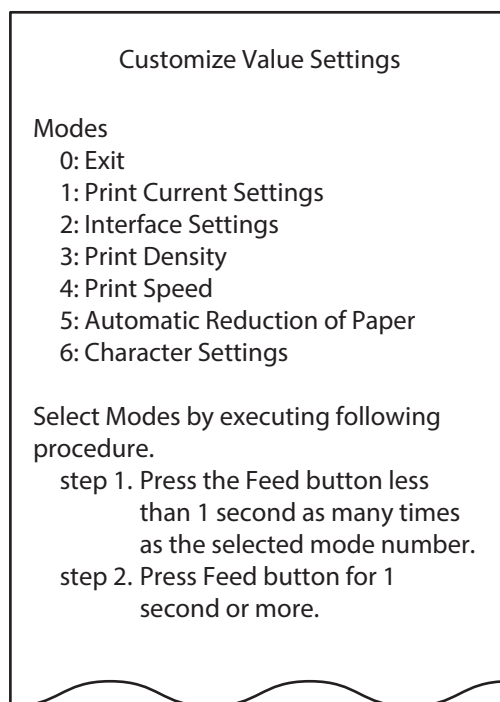 Customize Value Settings
Modes
0: Exit
1: Print Current Settings
2: Interface Settings
3: Print Density
4: Print Speed
5: Automatic Reduction of Paper
6: Character Settings
Select Modes by executing following
procedure.
step 1. Press the Feed button less
than 1 second as many times
as the selected mode number.
step 2. Press Feed button for 1
second or more.